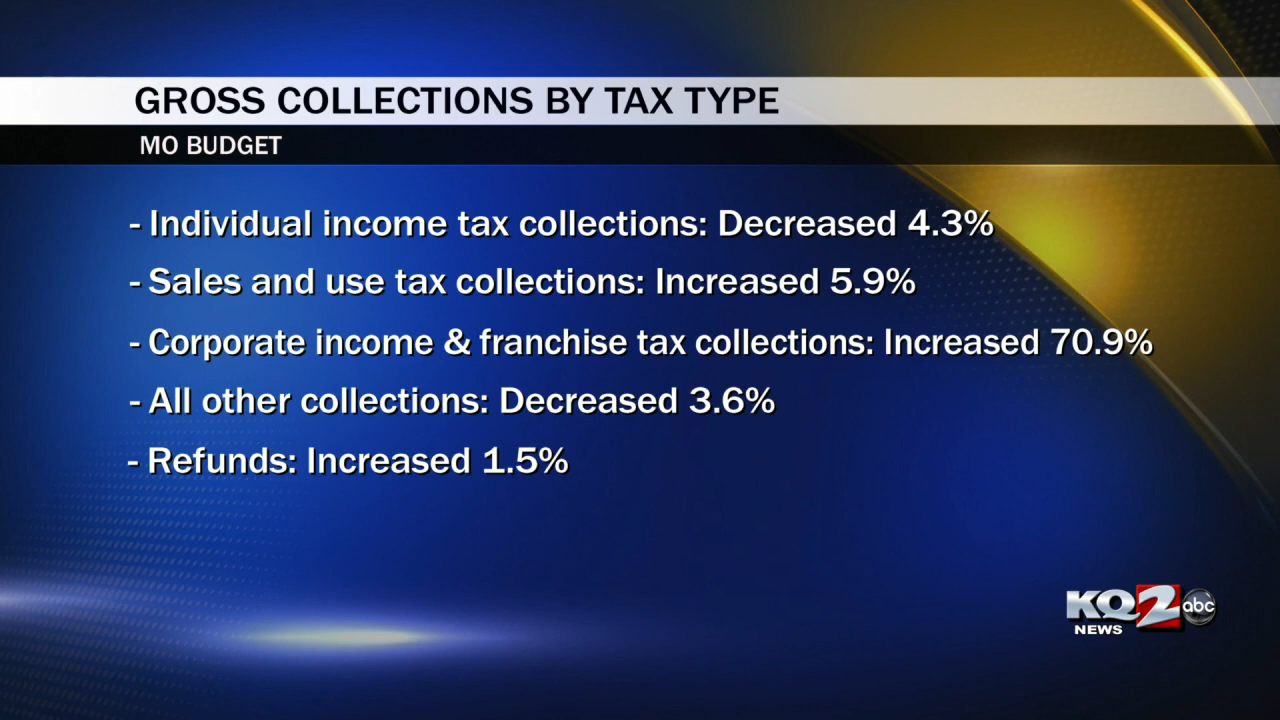 GROSS COLLECTIONS BY TAX TYPE
MO BUDGET
- Individual income tax collections: Decreased 4.3%
- Sales and use tax collections: Increased 5.9%
- Corporate income & franchise tax collections: Increased 70.9%
- All other collections: Decreased 3.6%
- Refunds: Increased 1.5%
KQ2 abc
NEWS